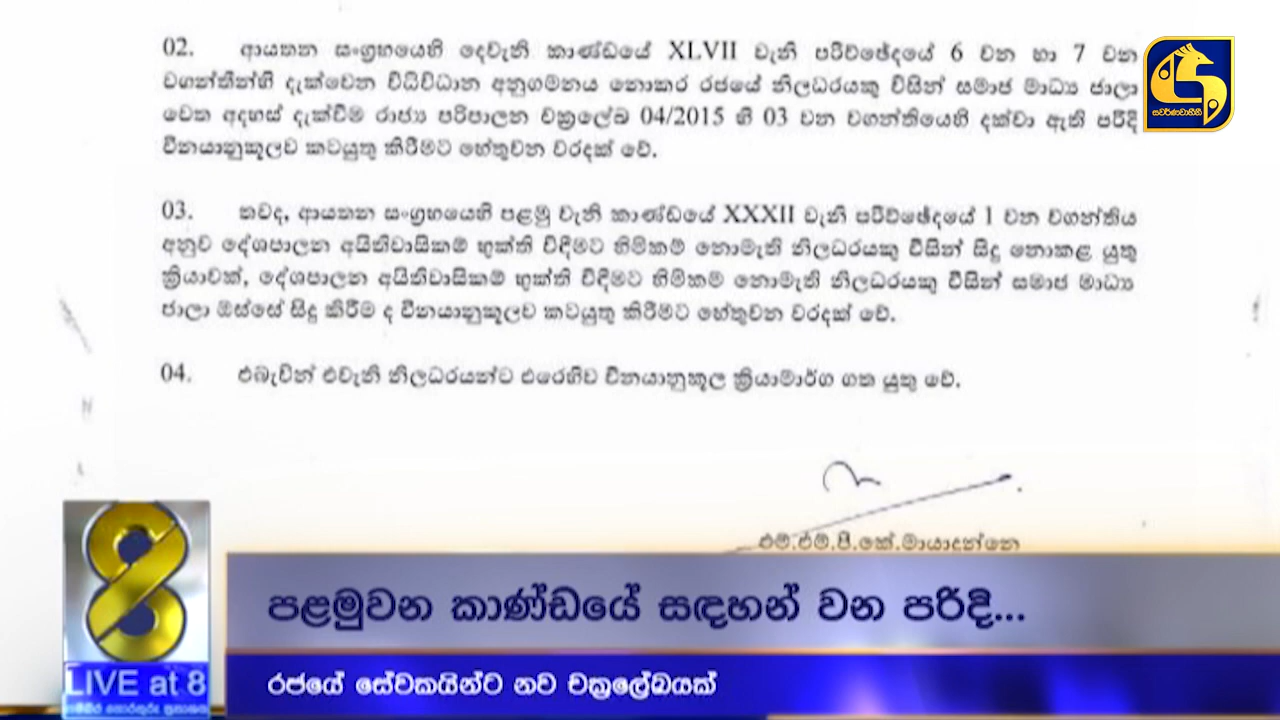 02. ආයතන සංග්‍රහයෙහි දෙවැනි කාණ්ඩයේ XLVII වැනි පරිච්ඡේදයේ 6 වන හා 7 වන
වගන්තීන්හි දැක්වෙන විධිවිධාන අනුගමනය නොකර රජයේ නිලධරයකු විසින් සමාජ මාධ්‍ය ජාලා
වෙත අදහස් දැක්වීම රාජ්‍ය පරිපාලන චක්‍රලේඛ 04/2015 හි 03 වන වගන්තියෙහි දක්වා ඇති පරිදි
විනයානුකූලව කටයුතු කිරීමට හේතුවන වරදක් වේ.
03. තවද, ආයතන සංග්‍රහයෙහි පළමු වැනි කාණ්ඩයේ XXXII වැනි පරිච්ඡේදයේ 1 වන වගන්තිය
අනුව දේශපාලන අයිතිවාසිකම් භුක්ති විඳීමට හිමිකම් නොමැති නිලධරයකු විසින් සිදු නොකළ යුතු
ක්‍රියාවක්, දේශපාලන අයිතිවාසිකම් භුක්ති විඳීමට හිමිකම් නොමැති නිලධරයකු විසින් සමාජ මාධ්‍ය
ජාලා ඔස්සේ සිදු කිරීම ද විනයානුකූලව කටයුතු කිරීමට හේතුවන වරදක් වේ.
04. එබැවින් එවැනි නිලධරයන්ට එරෙහිව විනයානුකූල ක්‍රියාමාර්ග ගත යුතු වේ.
එම්.එම්.පී.කේ.මායාදුන්නෙ
පළමුවන කාණ්ඩයේ සඳහන් වන පරිදි...
රජයේ සේවකයින්ට නව චක්‍රලේඛයක්
8
LIVE at 8
ස්වර්ණවාහිනී